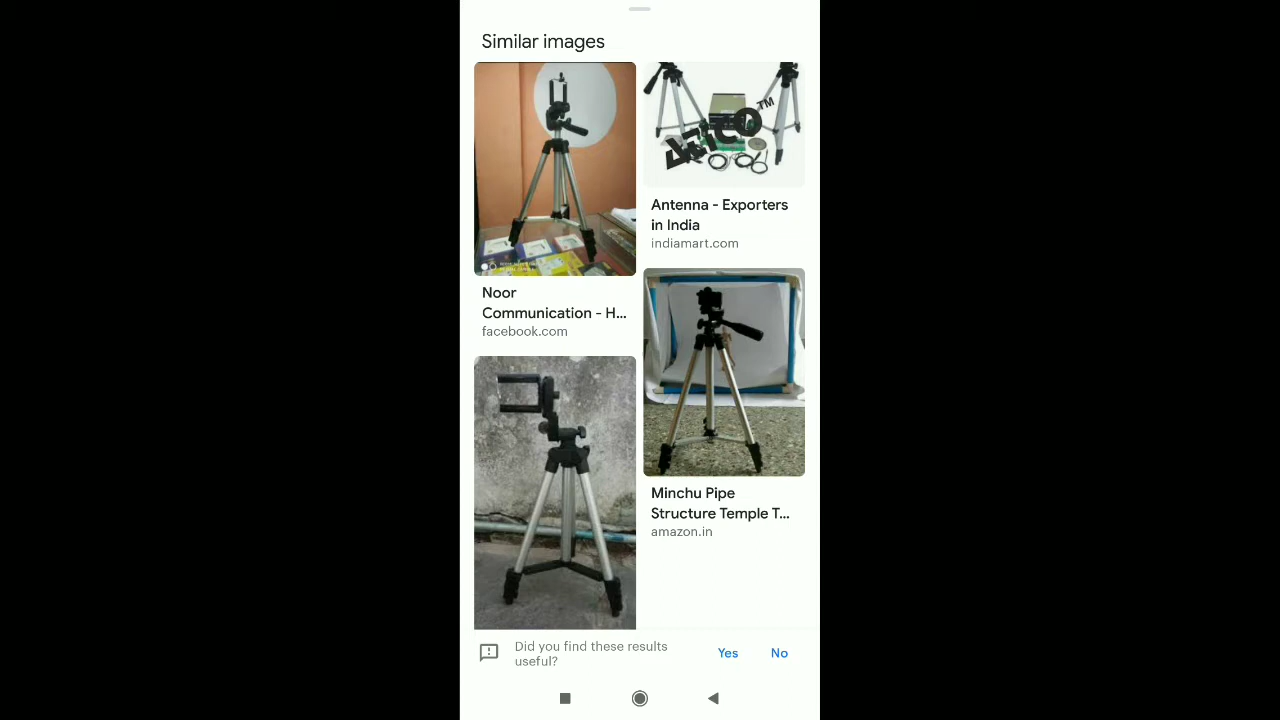 Similar images
Noor
Communication - H...
facebook.com
TM
Antenna - Exporters
in India
indiamart.com
Minchu Pipe
Structure Temple T...
amazon.in
Did you find these results
useful?
Yes
No